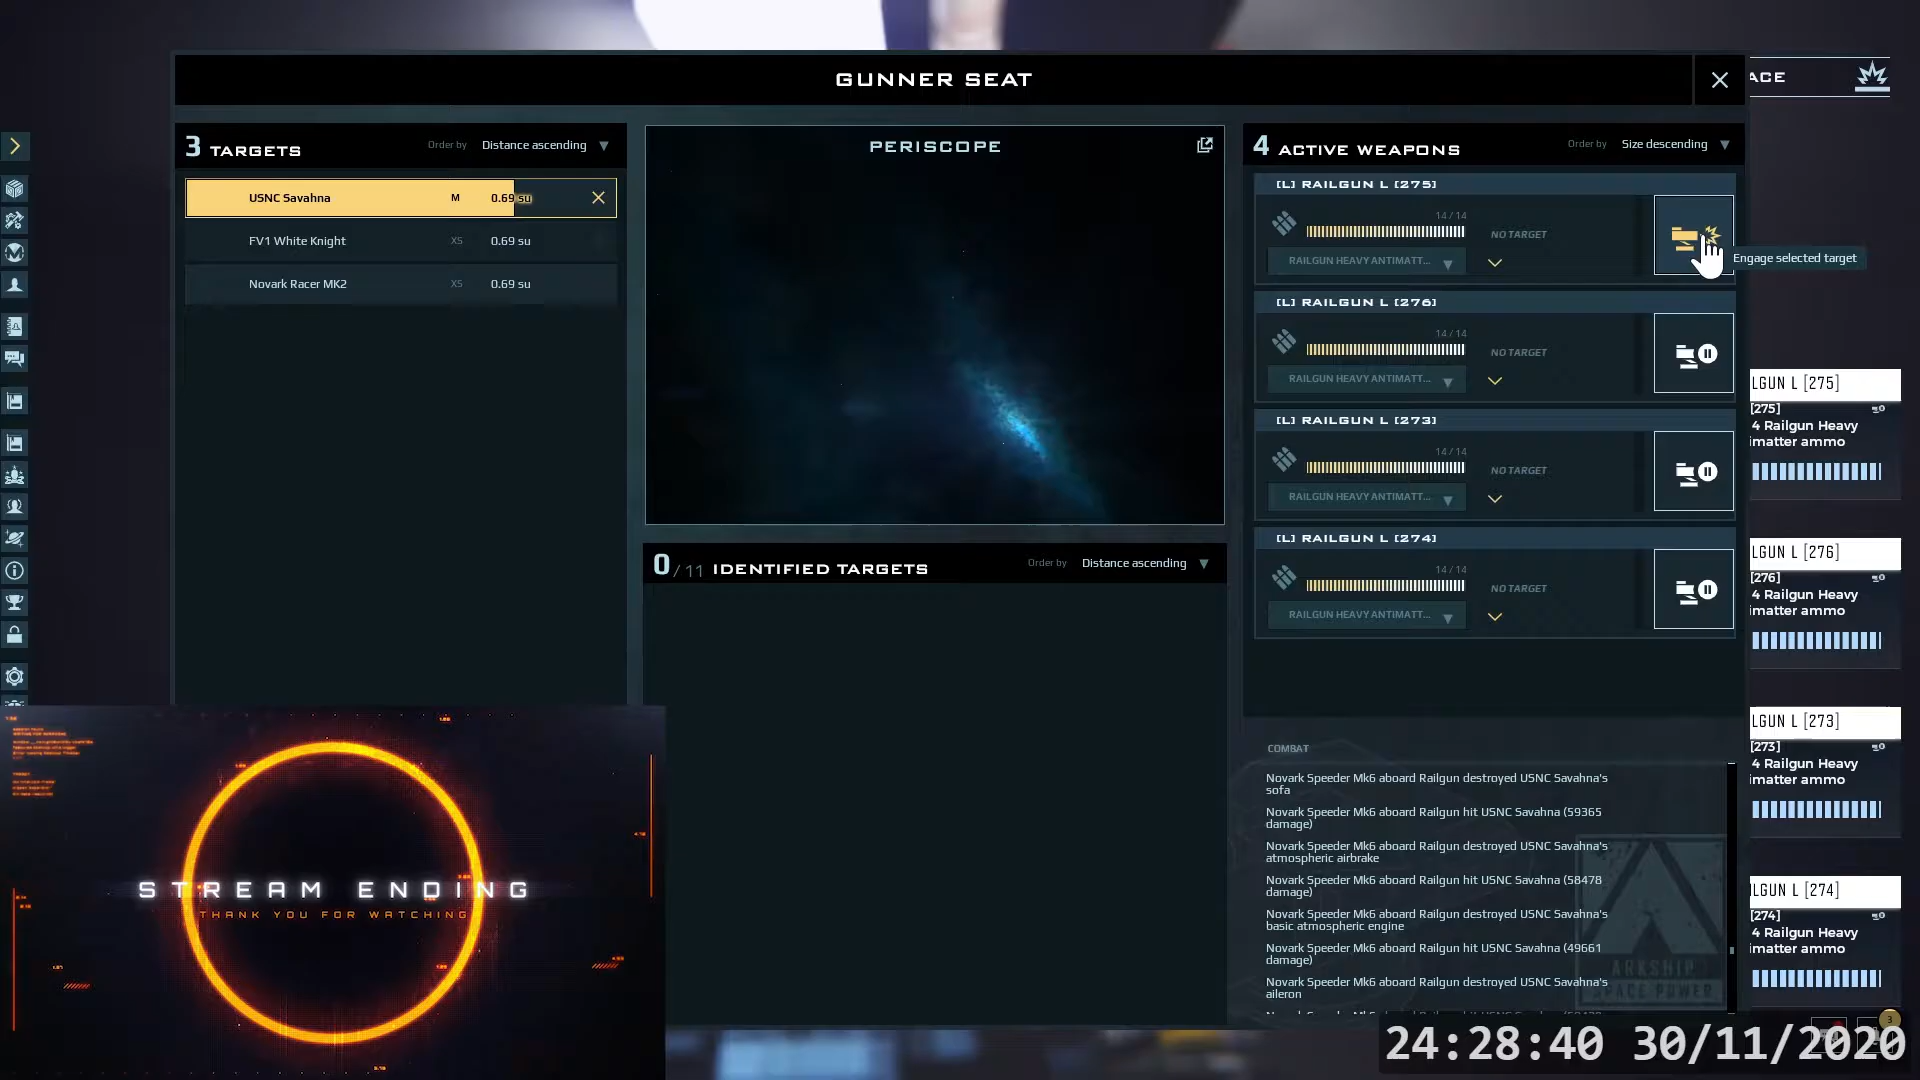 GUNNER SEAT
ACE
3 TARGETS
Order by Distance ascending
USNC Savahna M 0.69 su
FV1 White Knight XS 0.69 su
Novark Racer MK2 XS 0.69 su
PERISCOPE
0 / 11 IDENTIFIED TARGETS
Order by Distance ascending
4 ACTIVE WEAPONS
Order by Size descending
[L] RAILGUN L [275]
14 / 14
NO TARGET
RAILGUN HEAVY ANTIMATT...
Engage selected target
[L] RAILGUN L [276]
14 / 14
NO TARGET
RAILGUN HEAVY ANTIMATT...
[L] RAILGUN L [273]
14 / 14
NO TARGET
RAILGUN HEAVY ANTIMATT...
[L] RAILGUN L [274]
14 / 14
NO TARGET
RAILGUN HEAVY ANTIMATT...
LGUN L [275]
[275]
4 Railgun Heavy
imatter ammo
LGUN L [276]
[276]
4 Railgun Heavy
imatter ammo
LGUN L [273]
[273]
4 Railgun Heavy
imatter ammo
LGUN L [274]
[274]
4 Railgun Heavy
imatter ammo
COMBAT
Novark Speeder Mk6 aboard Railgun destroyed USNC Savahna's
sofa
Novark Speeder Mk6 aboard Railgun hit USNC Savahna (59365
damage)
Novark Speeder Mk6 aboard Railgun destroyed USNC Savahna's
atmospheric airbrake
Novark Speeder Mk6 aboard Railgun hit USNC Savahna (58478
damage)
Novark Speeder Mk6 aboard Railgun destroyed USNC Savahna's
basic atmospheric engine
Novark Speeder Mk6 aboard Railgun hit USNC Savahna (49661
damage)
Novark Speeder Mk6 aboard Railgun destroyed USNC Savahna's
aileron
ARKSHIP
SPACE POWER
STREAM ENDING
THANK YOU FOR WATCHING
3
24:28:40 30/11/2020